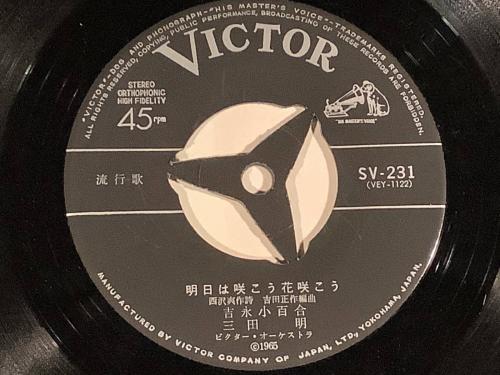 "VICTOR"–DOG AND PHONOGRAPH–"HIS MASTER'S VOICE"–TRADEMARKS REGISTERED.
ALL RIGHTS RESERVED, COPYING, PUBLIC PERFORMANCE, BROADCASTING OF THESE RECORDS ARE FORBIDDEN.
VICTOR
STEREO
ORTHOPHONIC
HIGH FIDELITY
45rpm
"HIS MASTER'S VOICE"
流行歌
SV-231
(VEY-1122)
明日は咲こう花咲こう
西沢爽作詩 吉田正作編曲
吉永小百合
三田 明
ビクター・オーケストラ
©1965
MANUFACTURED BY VICTOR COMPANY OF JAPAN, LTD., YOKOHAMA, JAPAN.